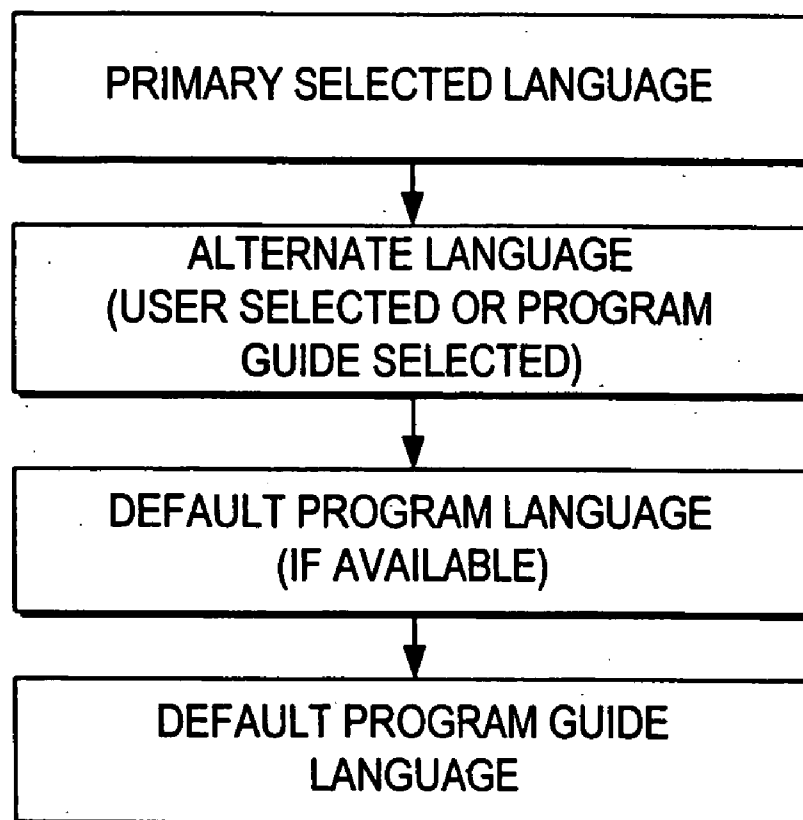 PRIMARY SELECTED LANGUAGE
ALTERNATE LANGUAGE
(USER SELECTED OR PROGRAM
GUIDE SELECTED)
DEFAULT PROGRAM LANGUAGE
(IF AVAILABLE)
DEFAULT PROGRAM GUIDE
LANGUAGE